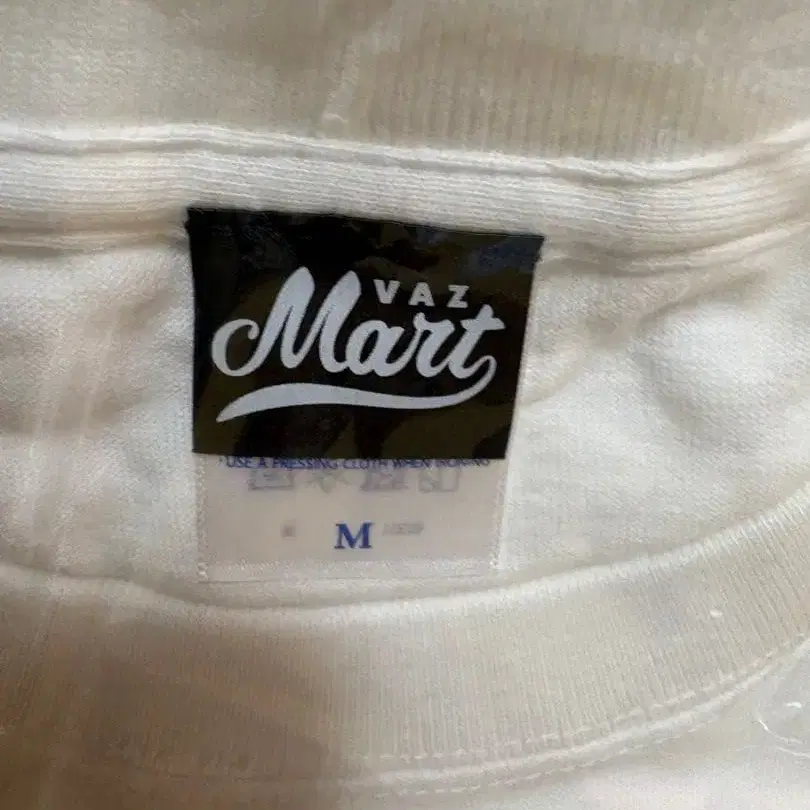 VAZ
Mart
USE A PRESSING CLOTH WHEN IRONING
M